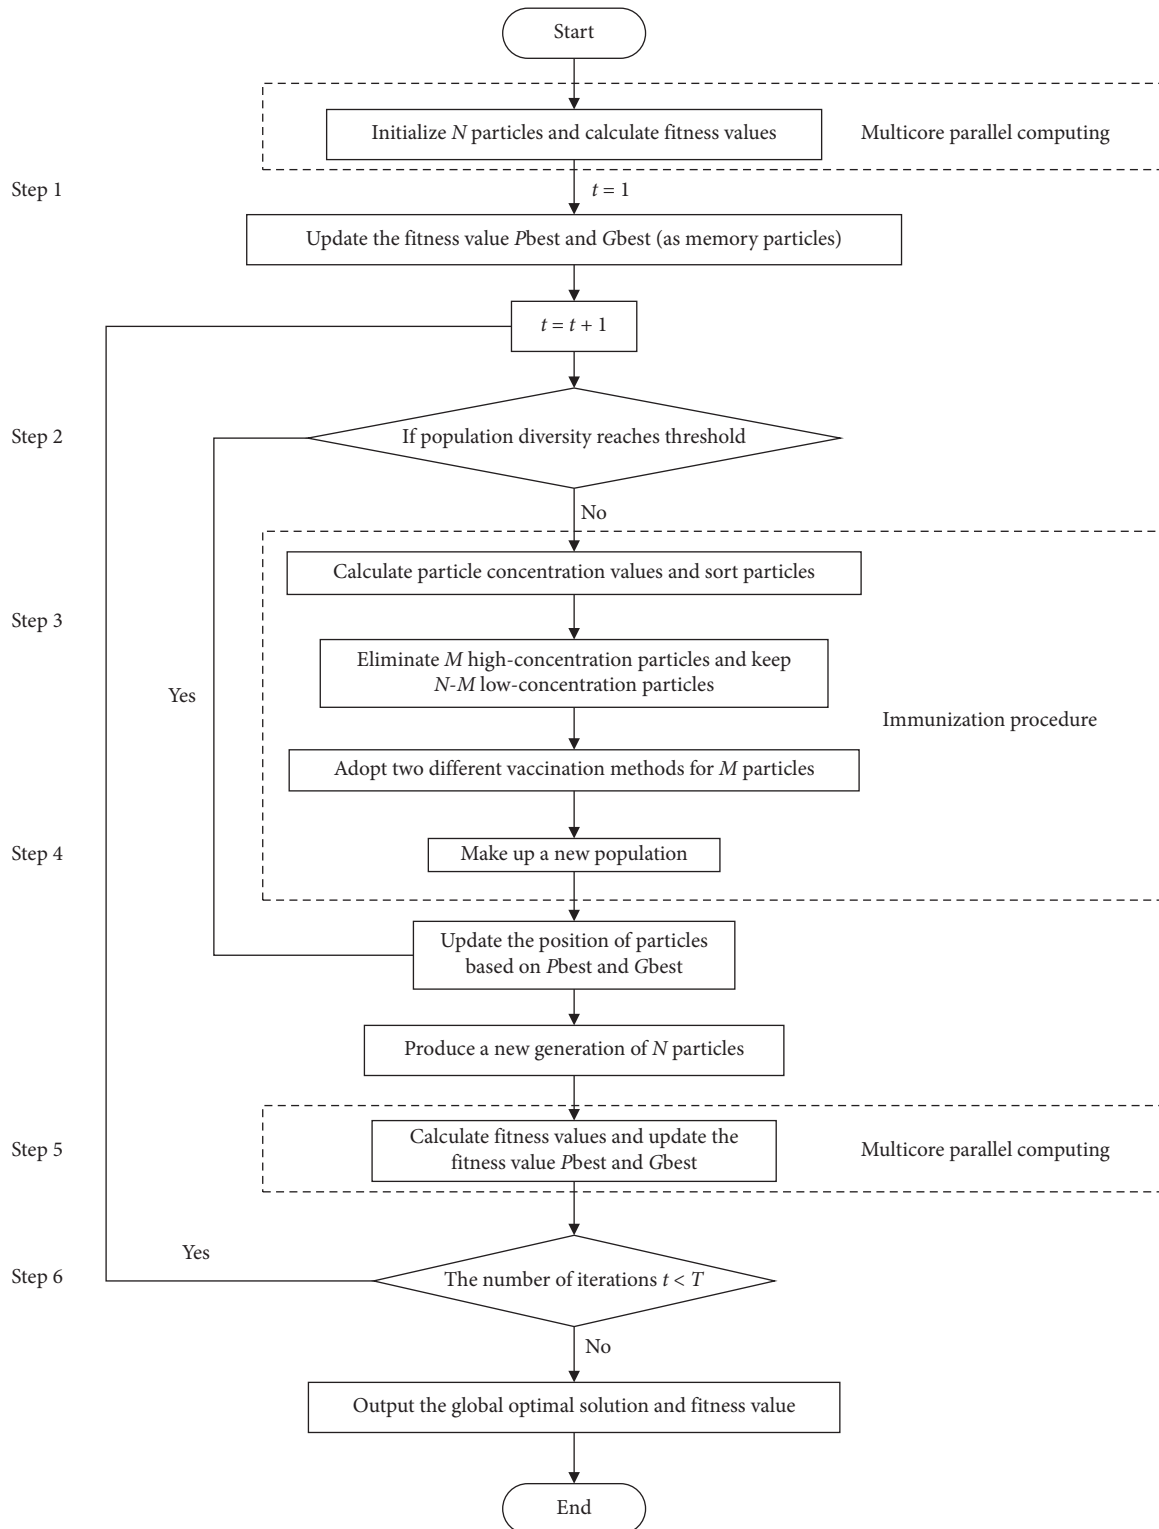 Start
Initialize N particles and calculate fitness values
Multicore parallel computing
Step 1
t = 1
Update the fitness value Pbest and Gbest (as memory particles)
t = t + 1
Step 2
If population diversity reaches threshold
No
Calculate particle concentration values and sort particles
Step 3
Eliminate M high-concentration particles and keep
N-M low-concentration particles
Yes
Immunization procedure
Adopt two different vaccination methods for M particles
Step 4
Make up a new population
Update the position of particles
based on Pbest and Gbest
Produce a new generation of N particles
Step 5
Calculate fitness values and update the
fitness value Pbest and Gbest
Multicore parallel computing
Yes
Step 6
The number of iterations t < T
No
Output the global optimal solution and fitness value
End